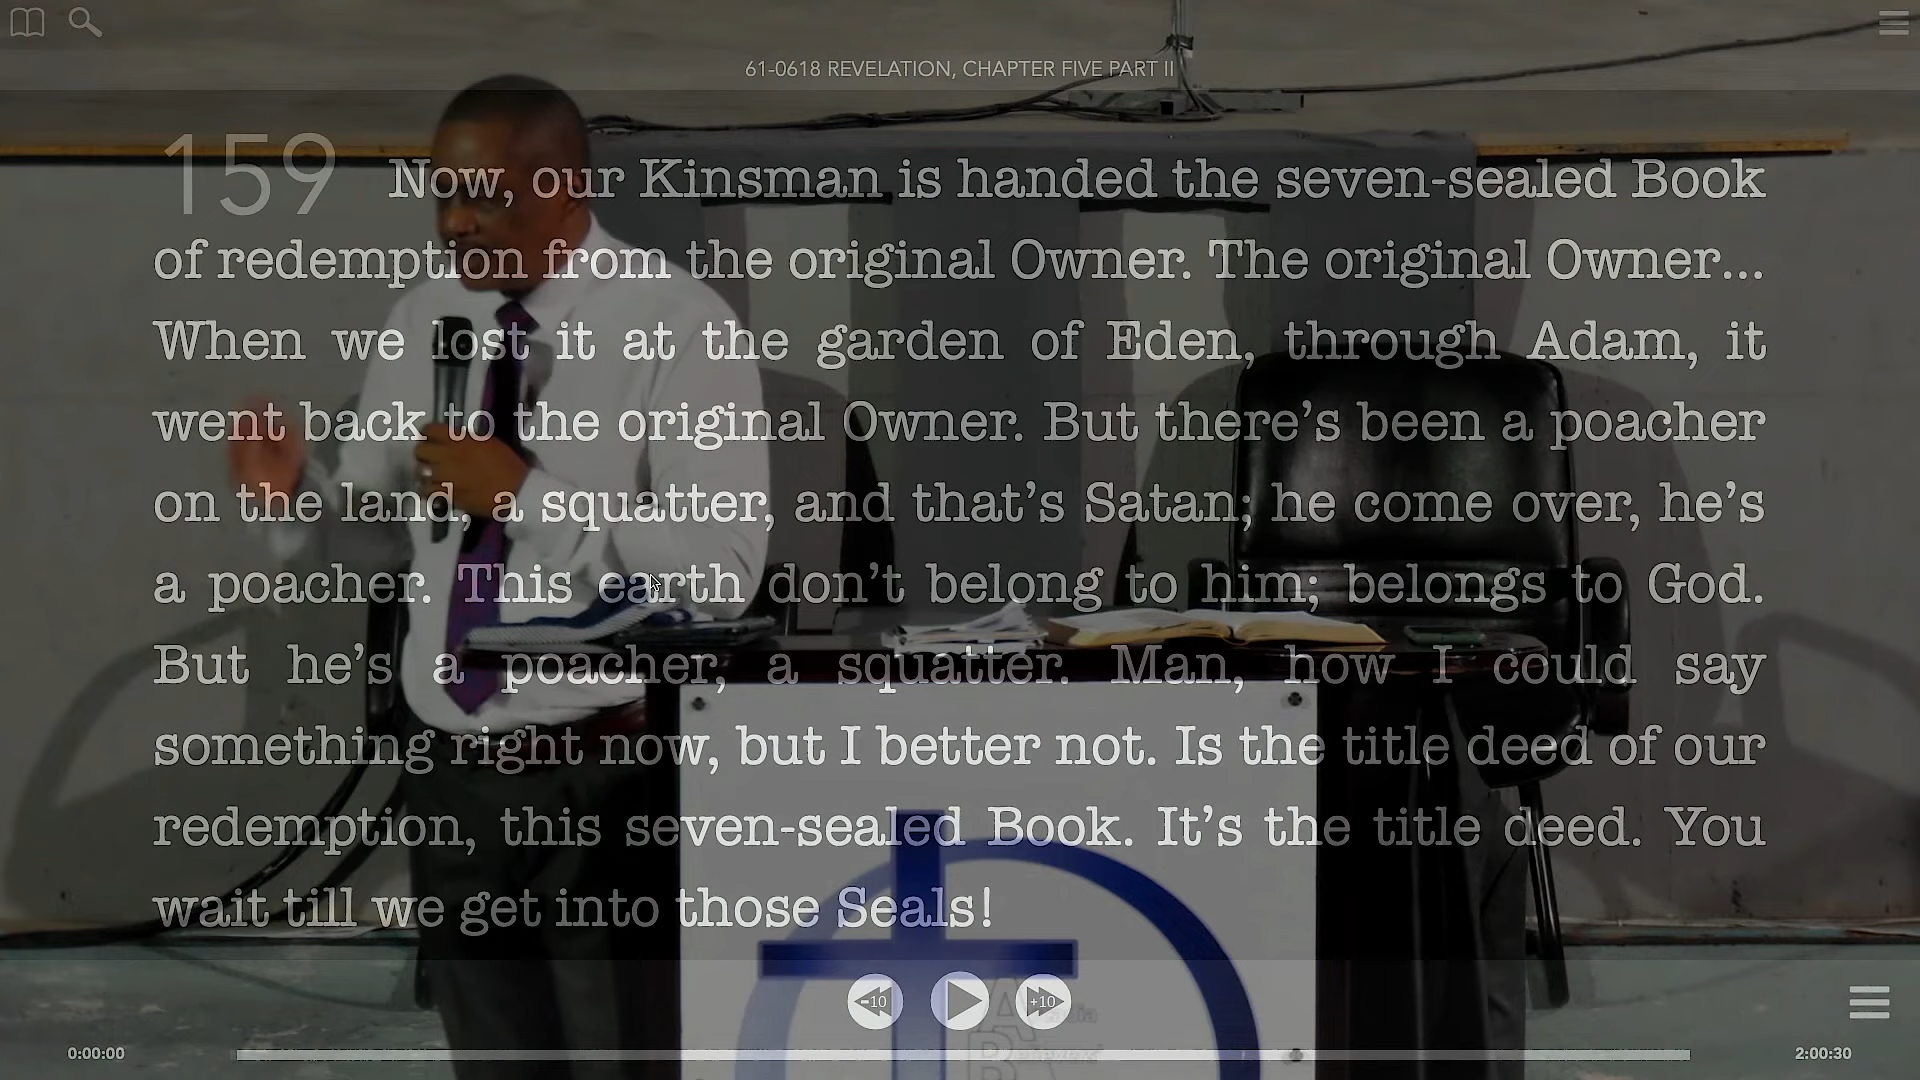 61-0618 REVELATION, CHAPTER FIVE PART II
159 Now, our Kinsman is handed the seven-sealed Book
of redemption from the original Owner. The original Owner...
When we lost it at the garden of Eden, through Adam, it
went back to the original Owner. But there’s been a poacher
on the land, a squatter, and that’s Satan; he come over, he’s
a poacher. This earth don’t belong to him; belongs to God.
But he’s a poacher, a squatter. Man, how I could say
something right now, but I better not. Is the title deed of our
redemption, this seven-sealed Book. It’s the title deed. You
wait till we get into those Seals!
-10 +10
0:00:00 2:00:30